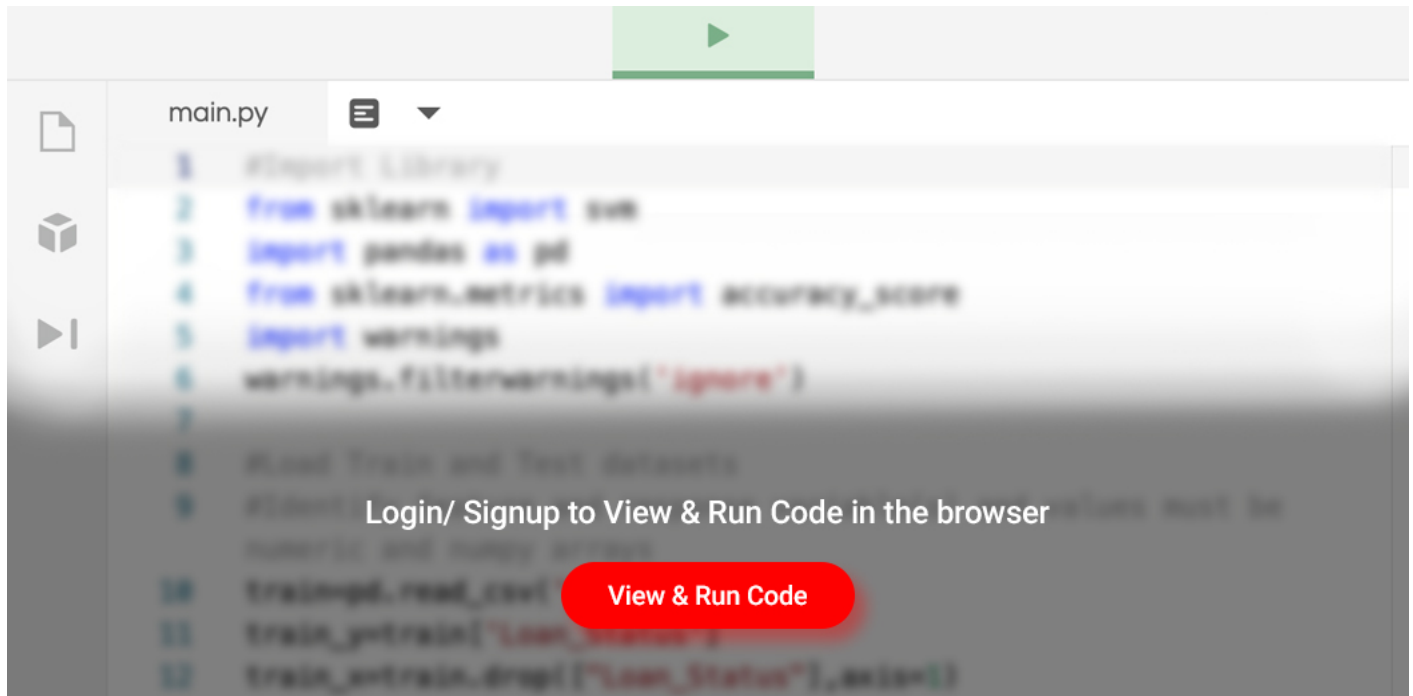 main.py
1 #Import Library
2 from sklearn import svm
3 import pandas as pd
4 from sklearn.metrics import accuracy_score
5 import warnings
6 warnings.filterwarnings('ignore')
7
8 #Load Train and Test datasets
9 #Identi values must be
Login/ Signup to View & Run Code in the browser
numeric and numpy arrays
10 train=pd.read_csv('
View & Run Code
11 train_y=train["Loan_Status"]
12 train_x=train.drop(["Loan_Status"],axis=1)